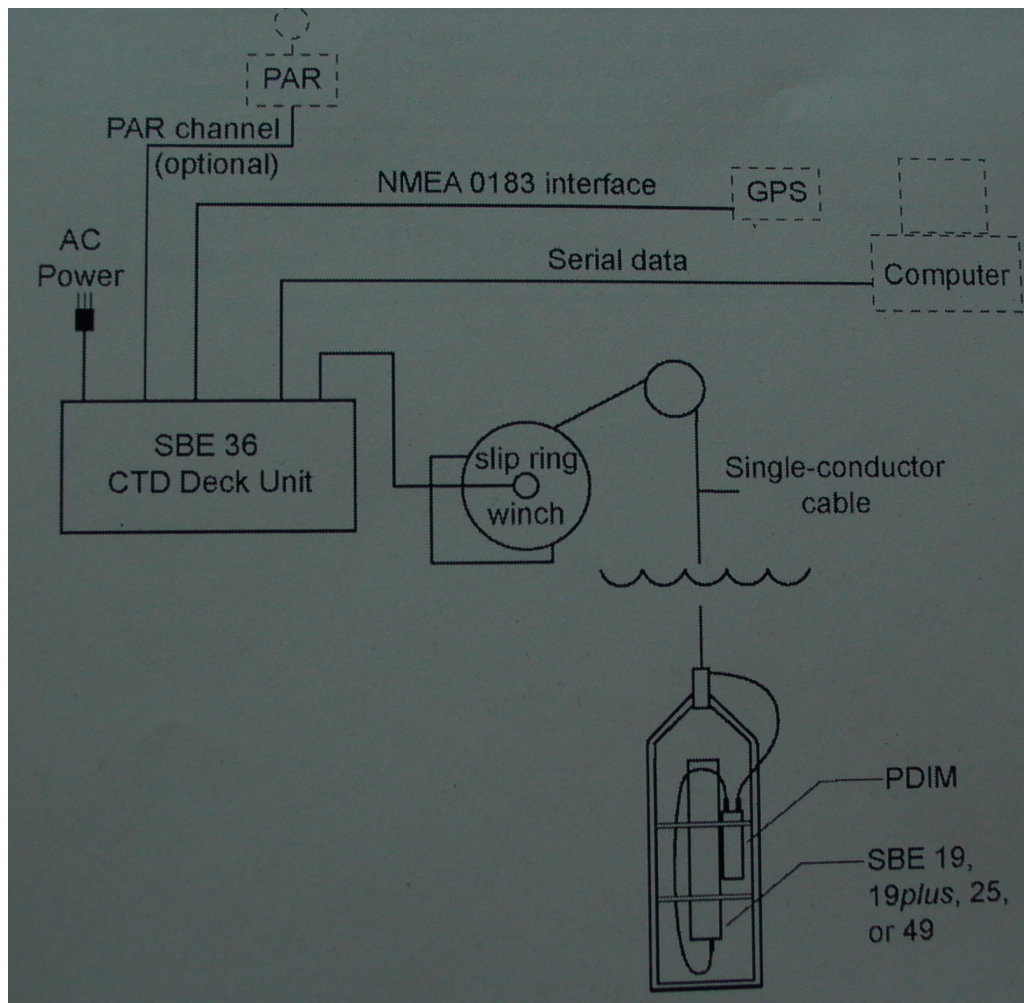 PAR
PAR channel
(optional)
NMEA 0183 interface
GPS
AC
Power
Serial data
Computer
SBE 36
CTD Deck Unit
slip ring
winch
Single-conductor
cable
PDIM
SBE 19,
19plus, 25,
or 49